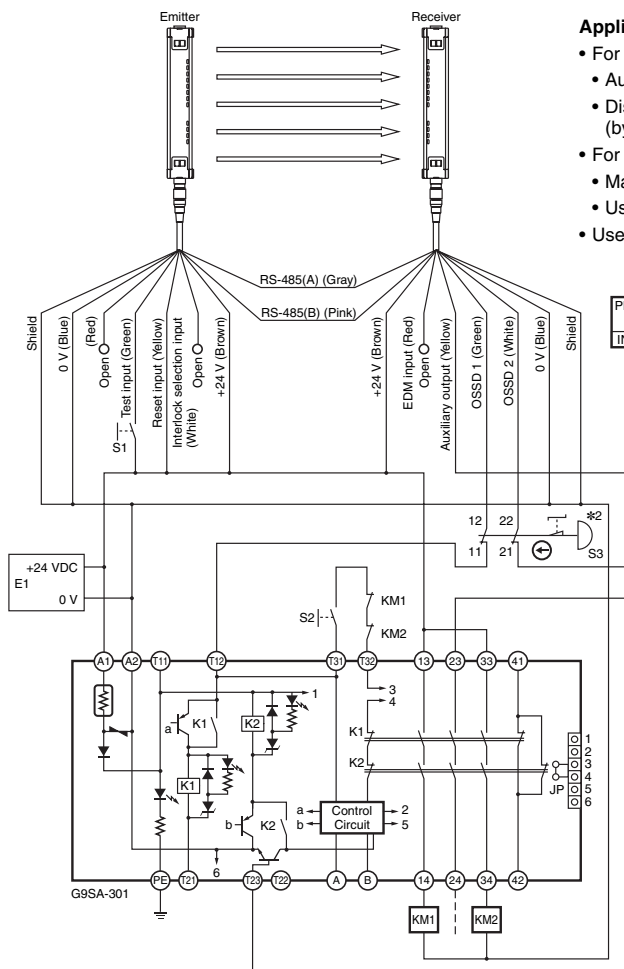 Emitter
Receiver
Appli
• For
• Au
• Dis
(by
• For
• Ma
• Us
• Use
RS-485(A) (Gray)
RS-485(B) (Pink)
Shield
0 V (Blue)
(Red)
Open
Test input (Green)
Reset input (Yellow)
Interlock selection input
(White)
Open
+24 V (Brown)
+24 V (Brown)
EDM input (Red)
Open
Auxiliary output (Yellow)
OSSD 1 (Green)
OSSD 2 (White)
0 V (Blue)
Shield
IN
S1
12
22
*2
11
21
S3
+24 VDC
E1
0 V
S2
KM1
KM2
A1
A2
T11
T12
T31
T32
13
23
33
41
1
3
4
a
K1
K2
K1
K1
K2
1
2
3
4
5
6
JP
b
K2
a
b
Control
Circuit
2
5
6
PE
T21
T23
T22
A
B
14
24
34
42
G9SA-301
KM1
KM2